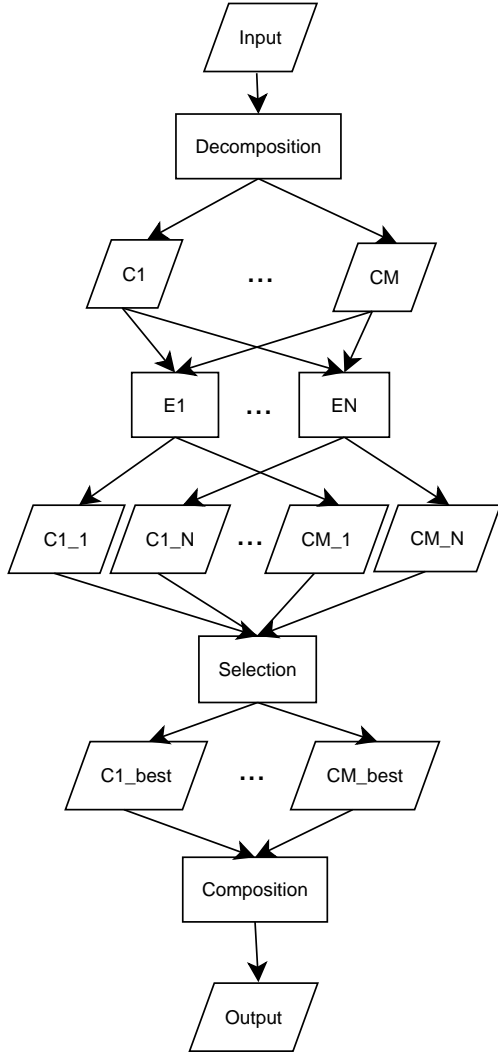 Input
Decomposition
C1 ... CM
E1 ... EN
C1_1 C1_N ... CM_1 CM_N
Selection
C1_best ... CM_best
Composition
Output